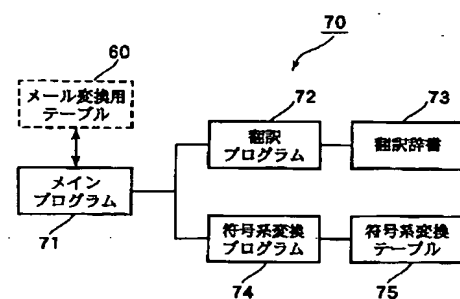 70
60
メール変換用
テーブル
72
73
翻訳
プログラム
翻訳辞書
メイン
プログラム
71
符号系変換
プログラム
符号系変換
テーブル
74
75